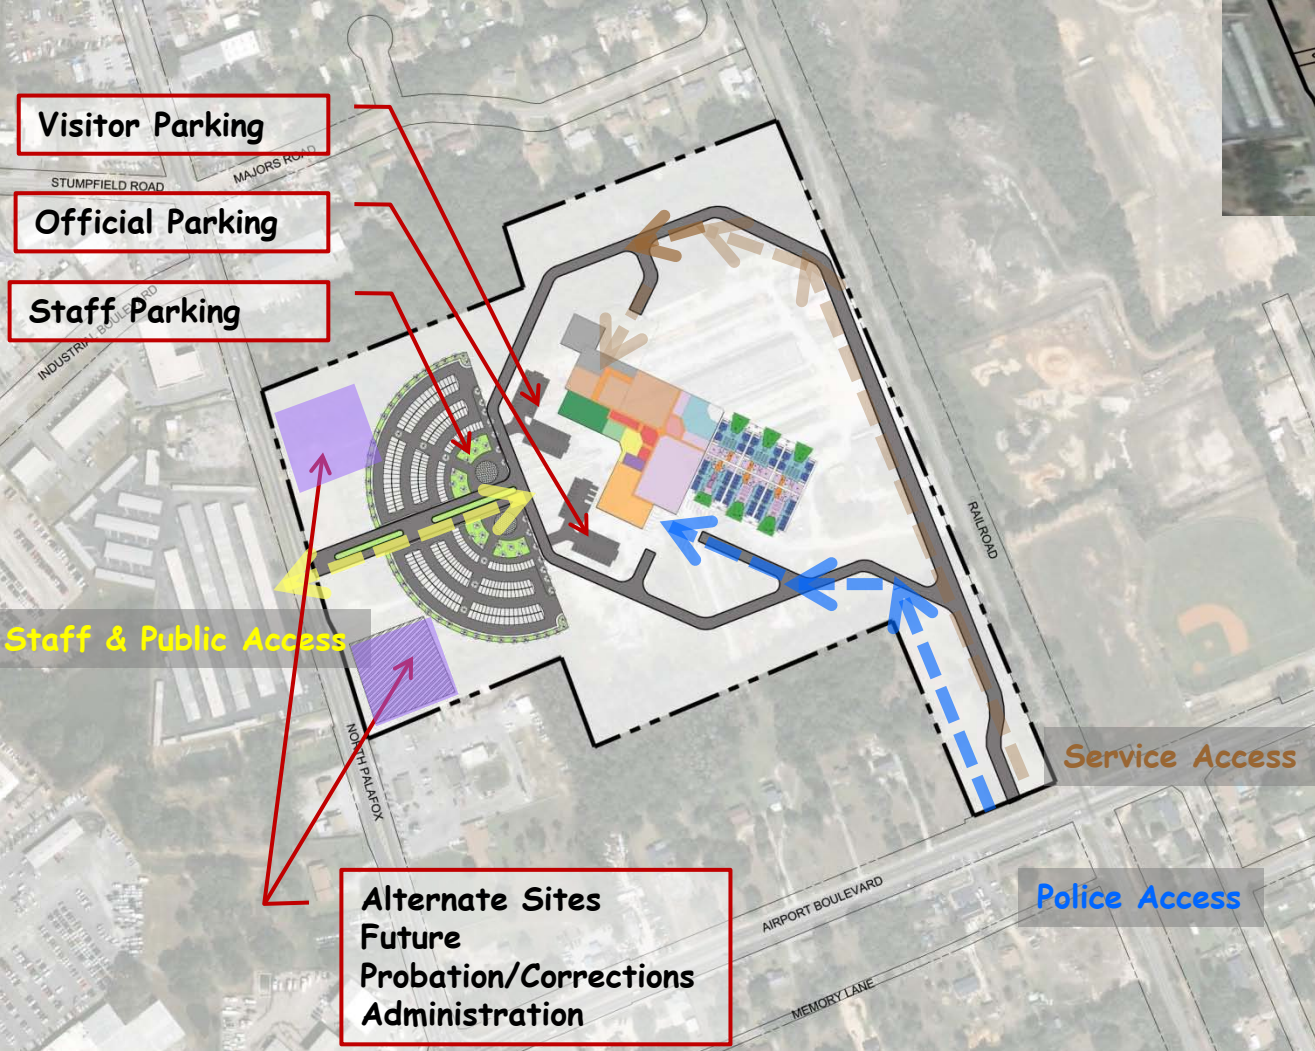 Visitor Parking
MAJORS ROAD
STUMPFIELD ROAD
Official Parking
Staff Parking
INDUSTRIAL BOULEVARD
RAILROAD
Staff & Public Access
NORTH PALAFOX
Service Access
Alternate Sites
Future
Probation/Corrections
Administration
AIRPORT BOULEVARD
Police Access
MEMORY LANE